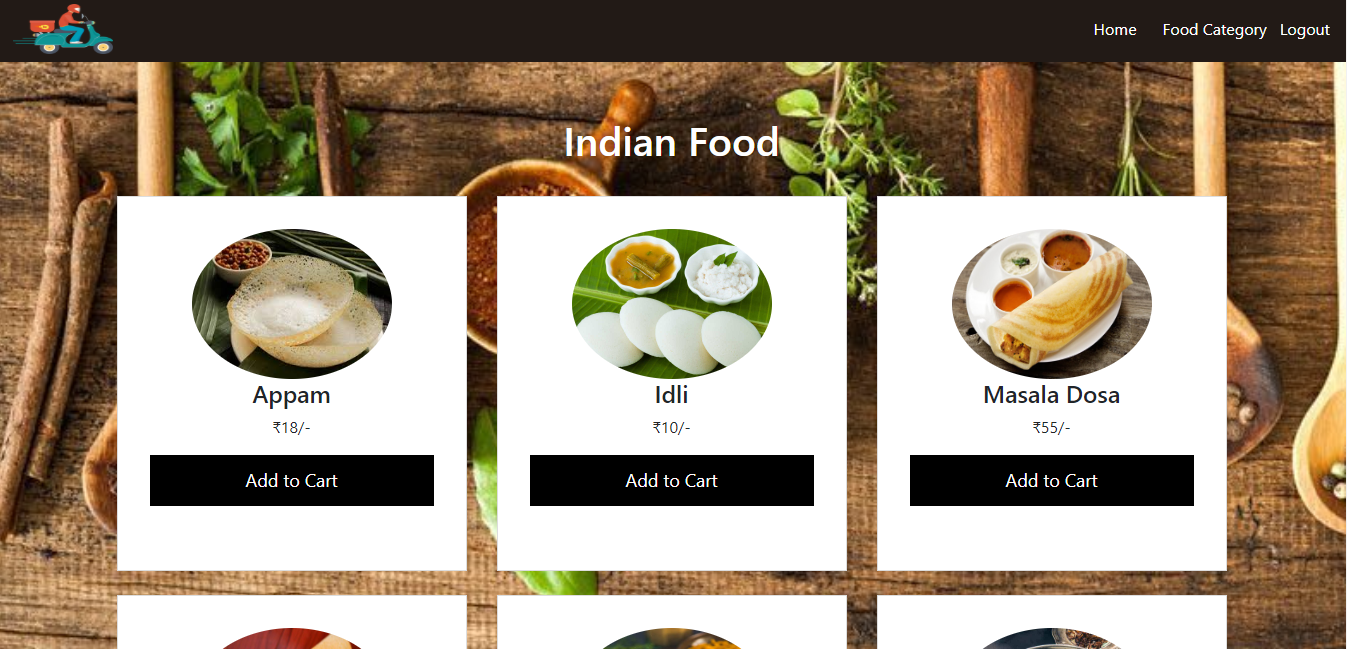 Home Food Category Logout
Indian Food
Appam
₹18/-
Add to Cart
Idli
₹10/-
Add to Cart
Masala Dosa
₹55/-
Add to Cart